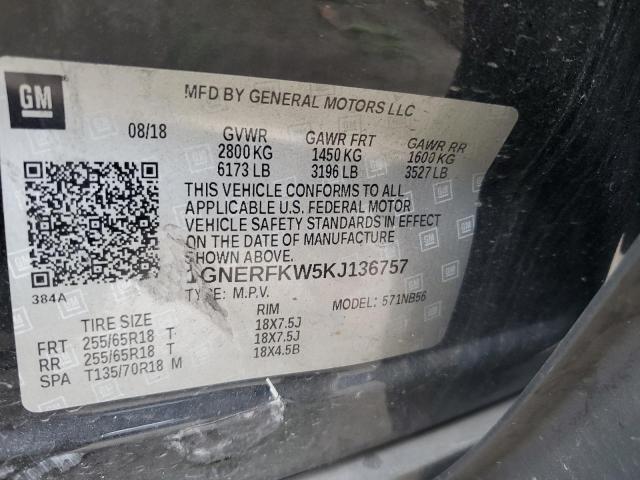 GM
MFD BY GENERAL MOTORS LLC
08/18 GVWR GAWR FRT GAWR RR
2800 KG 1450 KG 1600 KG
6173 LB 3196 LB 3527 LB
THIS VEHICLE CONFORMS TO ALL
APPLICABLE U.S. FEDERAL MOTOR
VEHICLE SAFETY STANDARDS IN EFFECT
ON THE DATE OF MANUFACTURE
SHOWN ABOVE.
1GNERFKW5KJ136757
384A
TYPE: M.P.V. MODEL: 571NB56
TIRE SIZE RIM
FRT 255/65R18 T 18X7.5J
RR 255/65R18 T 18X7.5J
SPA T135/70R18 M 18X4.5B